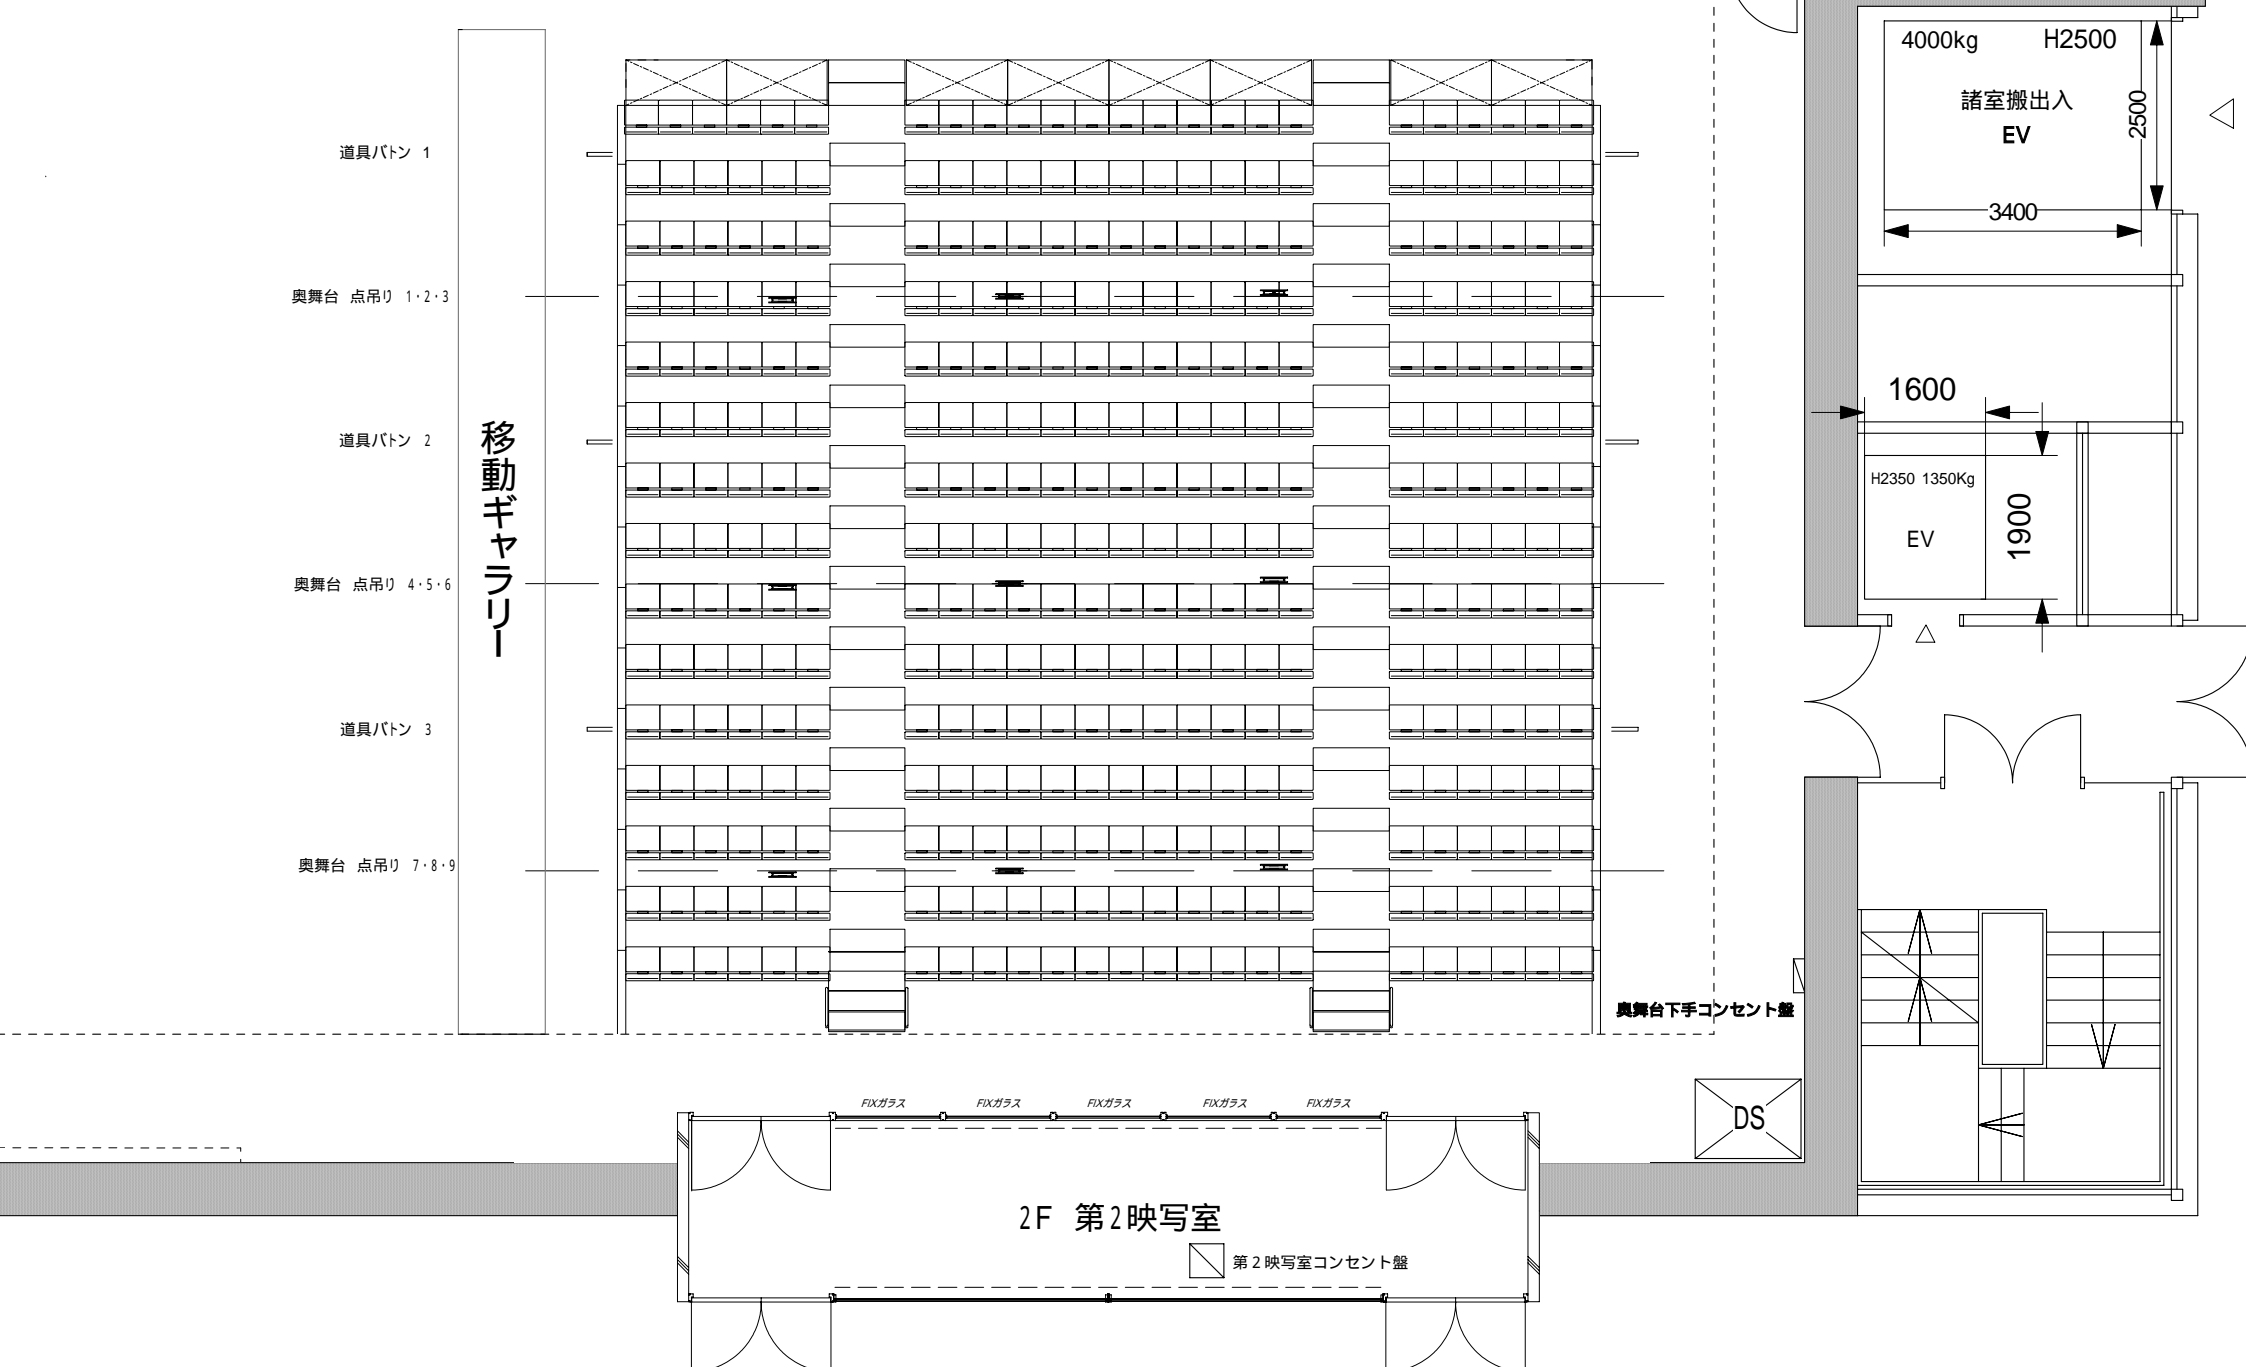 4000kg H2500
諸室搬出入
EV
2500
3400
道具バトン 1
奥舞台 点吊り 1・2・3
道具バトン 2
移動ギャラリー
1600
H2350 1350Kg
1900
EV
奥舞台 点吊り 4・5・6
道具バトン 3
奥舞台 点吊り 7・8・9
奥舞台下手コンセント盤
FIXガラス FIXガラス FIXガラス FIXガラス FIXガラス
DS
2F 第2映写室
第2映写室コンセント盤